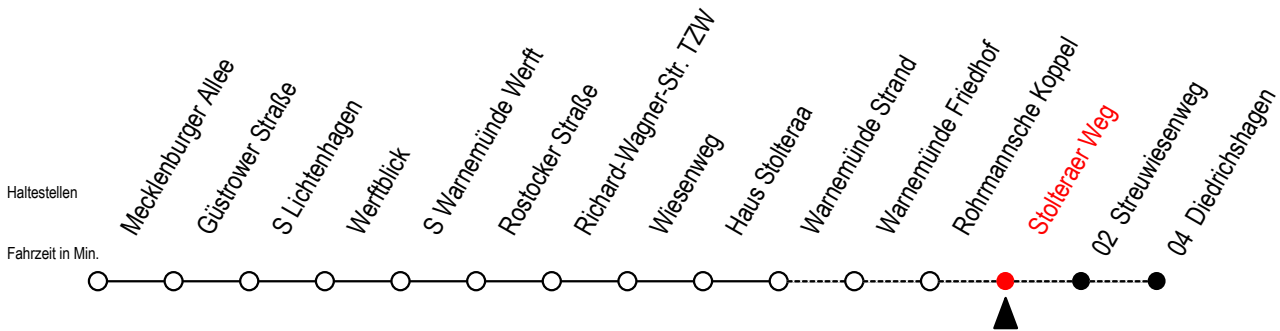 Haltestellen
Mecklenburger Allee
Güstrower Straße
S Lichtenhagen
Werftblick
S Warnemünde Werft
Rostocker Straße
Richard-Wagner-Str. TZW
Wiesenweg
Haus Stolteraa
Warnemünde Strand
Warnemünde Friedhof
Rohrmannsche Koppel
Stolteraer Weg
02 Streuwiesenweg
04 Diedrichshagen
Fahrzeit in Min.